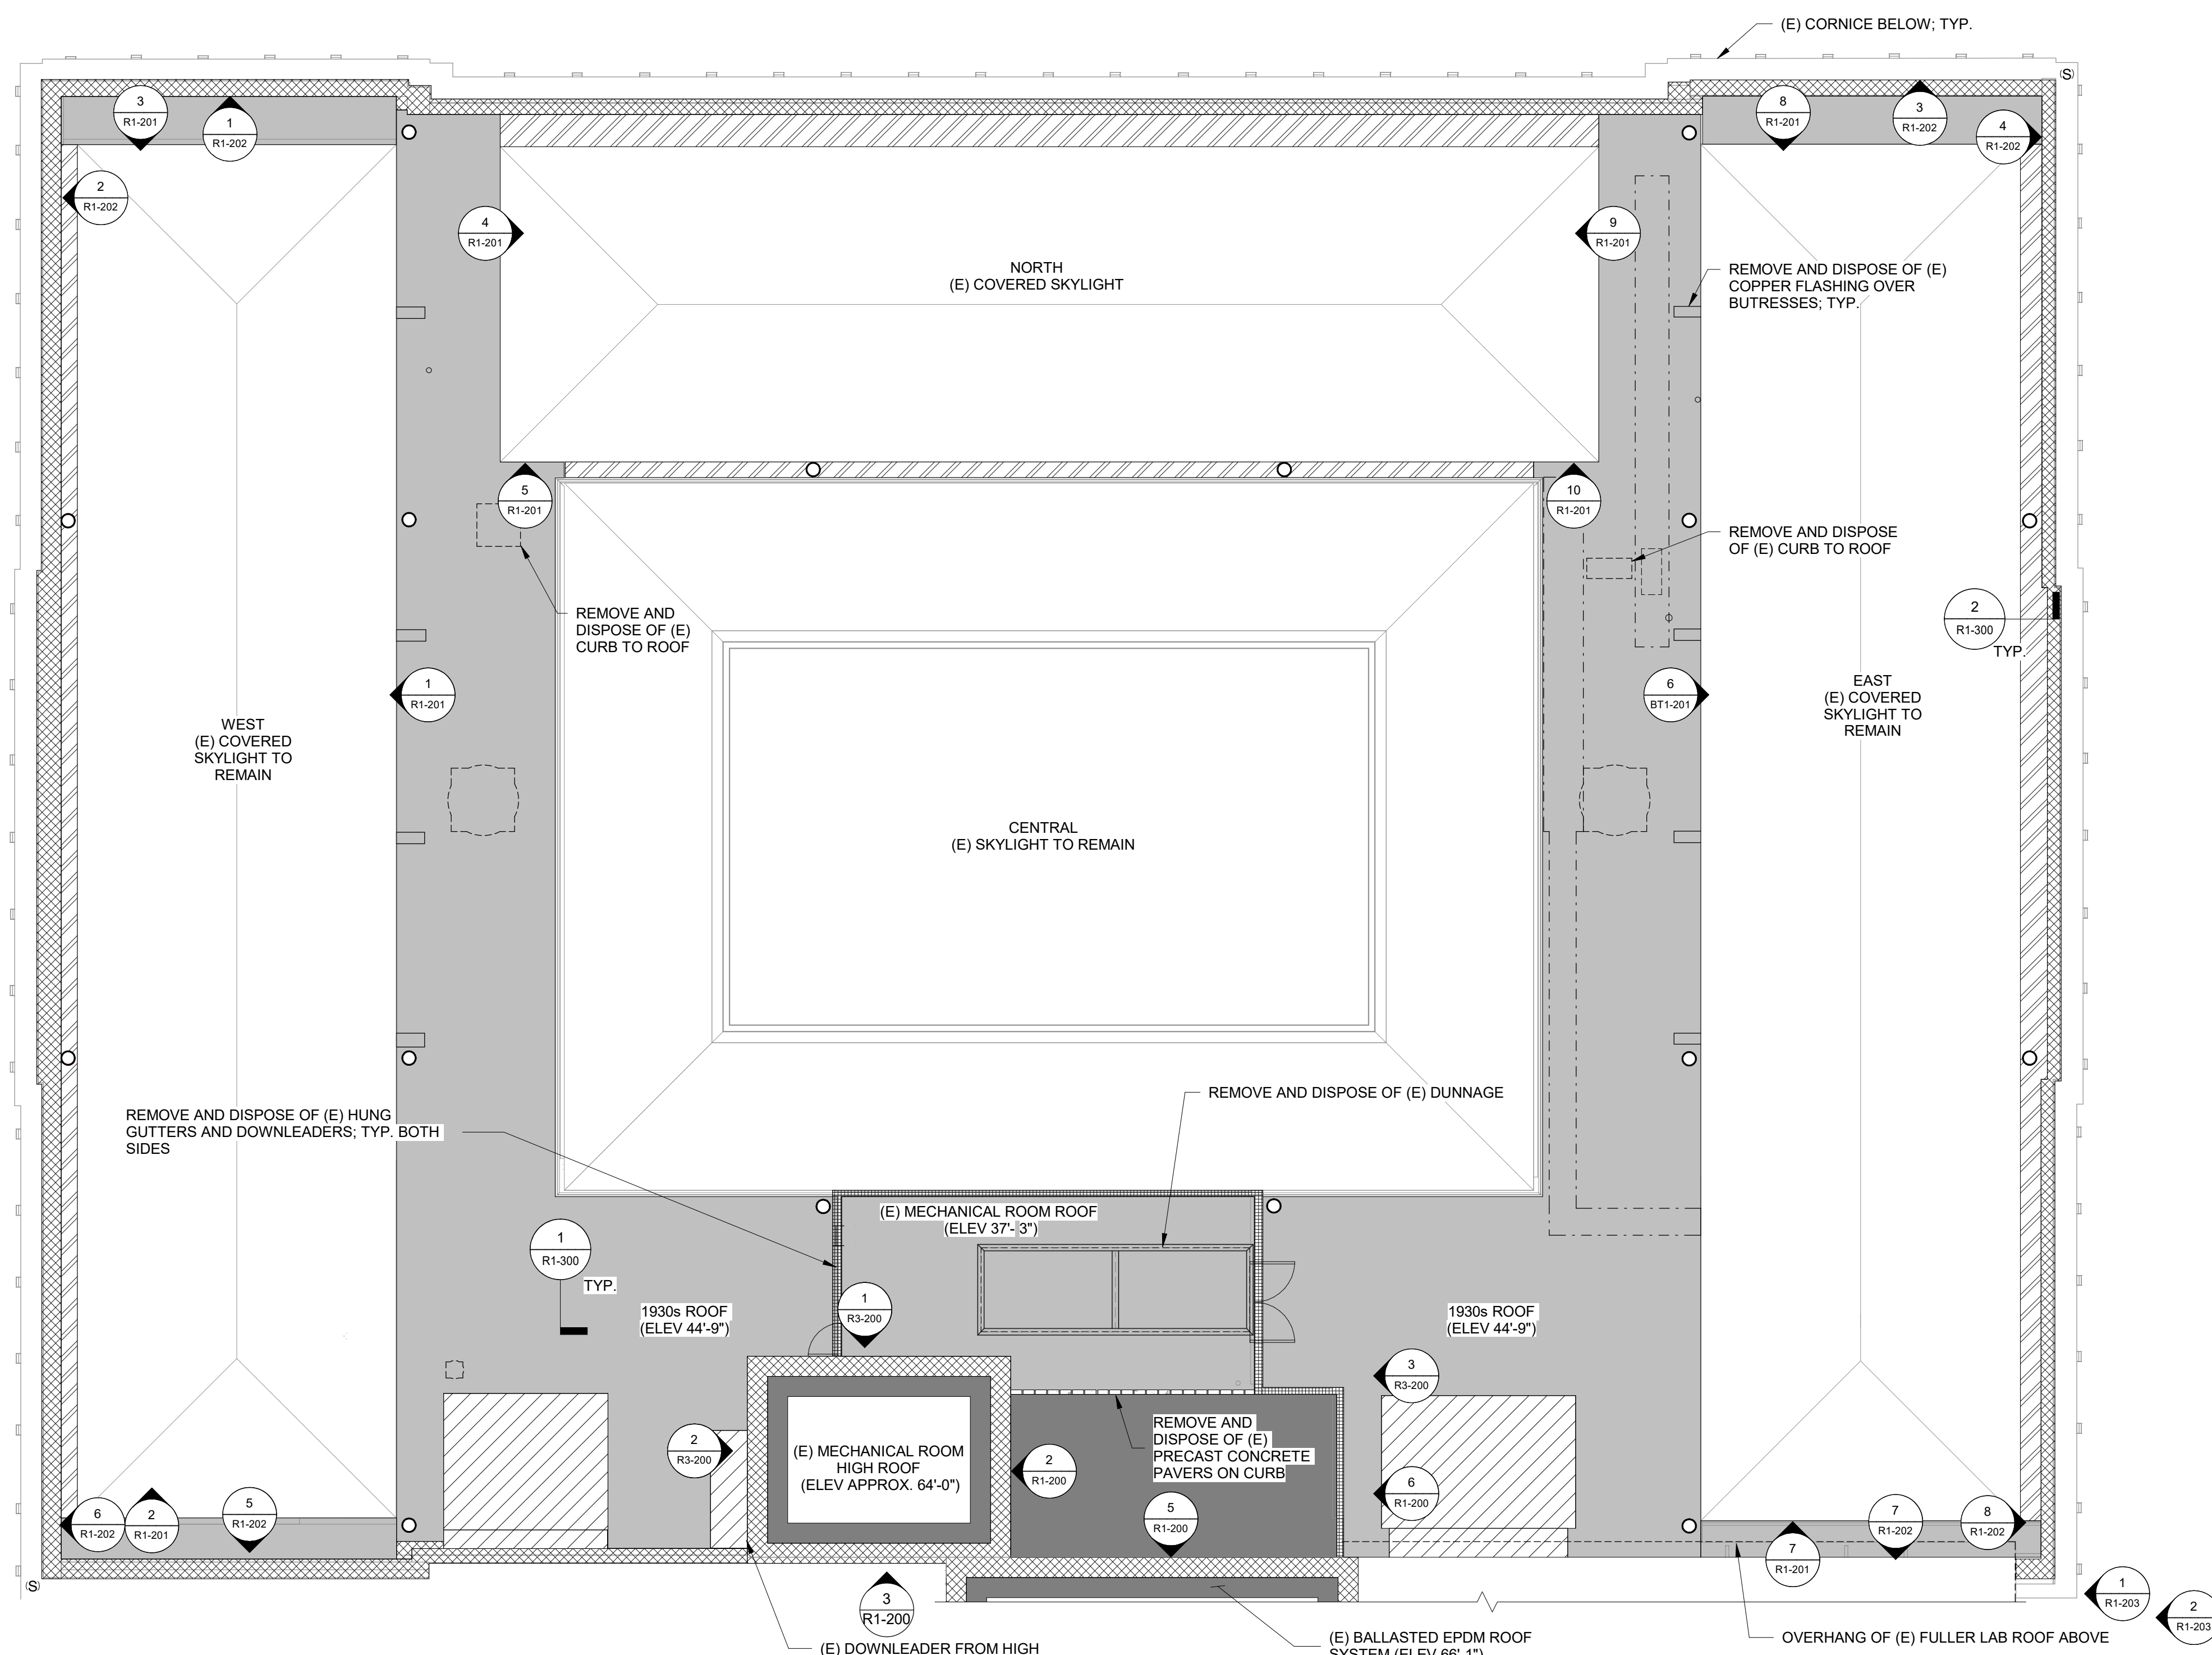 (E) CORNICE BELOW; TYP.
(S)
3
R1-201
1
R1-202
8
R1-201
3
R1-202
4
R1-202
2
R1-202
4
R1-201
9
R1-201
NORTH
(E) COVERED SKYLIGHT
REMOVE AND DISPOSE OF (E)
COPPER FLASHING OVER
BUTRESSES; TYP.
5
R1-201
10
R1-201
REMOVE AND DISPOSE
OF (E) CURB TO ROOF
REMOVE AND
DISPOSE OF (E)
CURB TO ROOF
2
R1-300
TYP.
1
R1-201
6
BT1-201
WEST
(E) COVERED
SKYLIGHT TO
REMAIN
EAST
(E) COVERED
SKYLIGHT TO
REMAIN
CENTRAL
(E) SKYLIGHT TO REMAIN
REMOVE AND DISPOSE OF (E) DUNNAGE
REMOVE AND DISPOSE OF (E) HUNG
GUTTERS AND DOWNLEADERS; TYP. BOTH
SIDES
(E) MECHANICAL ROOM ROOF
(ELEV 37'- 3")
1
R1-300
TYP.
1
R3-200
1930s ROOF
(ELEV 44'-9")
1930s ROOF
(ELEV 44'-9")
3
R3-200
2
R3-200
(E) MECHANICAL ROOM
HIGH ROOF
(ELEV APPROX. 64'-0")
2
R1-200
REMOVE AND
DISPOSE OF (E)
PRECAST CONCRETE
PAVERS ON CURB
6
R1-200
6
R1-202
2
R1-201
5
R1-202
5
R1-200
7
R1-201
7
R1-202
8
R1-202
(S)
3
R1-200
1
R1-203
2
R1-203
(E) DOWNLEADER FROM HIGH
(E) BALLASTED EPDM ROOF
SYSTEM (ELEV 66'-1")
OVERHANG OF (E) FULLER LAB ROOF ABOVE